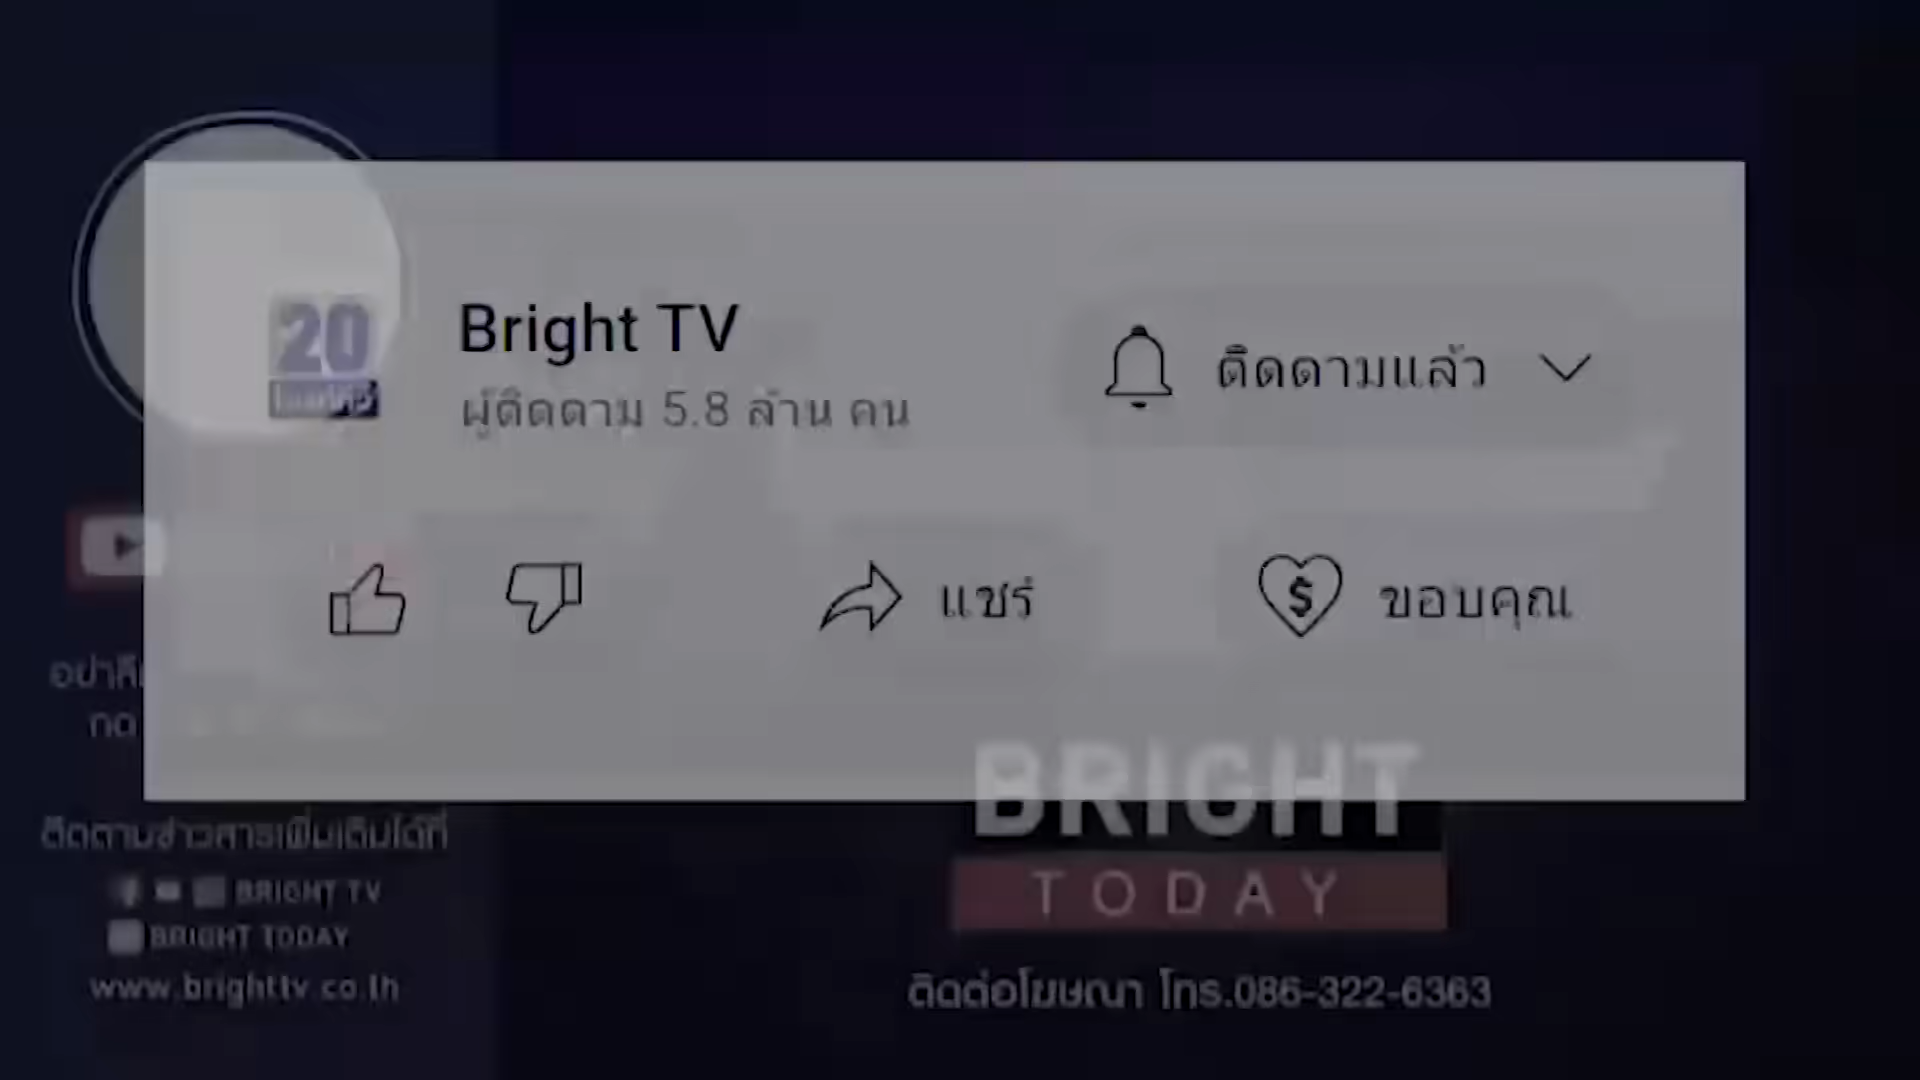 20
Bright TV
ผู้ติดตาม 5.8 ล้าน คน
ติดตามแล้ว
แชร์
$
ขอบคุณ
กด
ติดตามข่าวสารเพิ่มเติมได้ที่
BRIGHT TV
BRIGHT TODAY
www.brighttv.co.th
BRIGHT
TODAY
ติดต่อโฆษณา โทร.086-322-6363